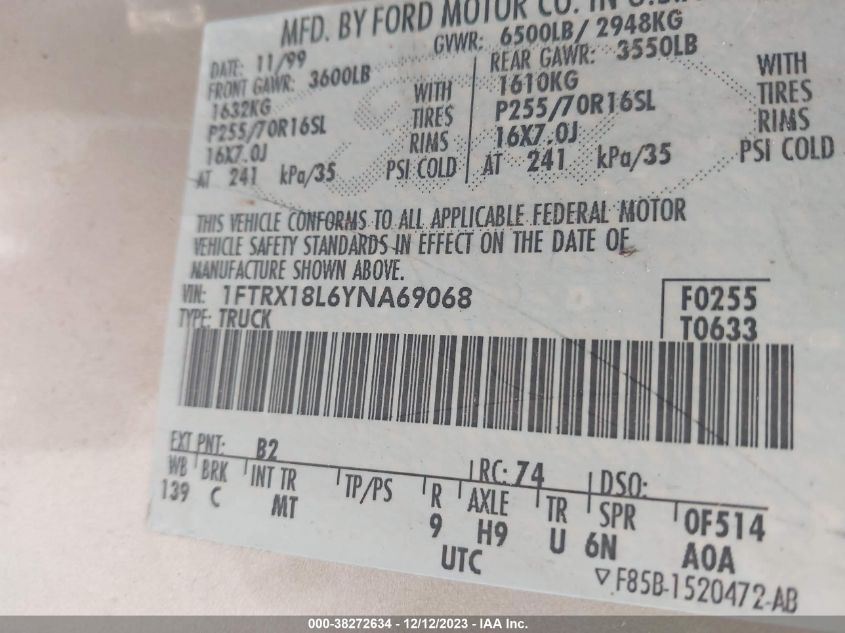 MFD. BY FORD MOTOR CO. IN U.S.A.
DATE: 11/99 GVWR: 6500LB/ 2948KG
FRONT GAWR: 3600LB REAR GAWR: 3550LB
1632KG WITH 1610KG WITH
P255/70R16SL TIRES P255/70R16SL TIRES
16X7.0J RIMS 16X7.0J RIMS
AT 241 kPa/35 PSI COLD AT 241 kPa/35 PSI COLD
THIS VEHICLE CONFORMS TO ALL APPLICABLE FEDERAL MOTOR
VEHICLE SAFETY STANDARDS IN EFFECT ON THE DATE OF
MANUFACTURE SHOWN ABOVE.
VIN: 1FTRX18L6YNA69068 F0255
TYPE: TRUCK T0633
EXT PNT: B2 RC: 74 DSO:
WB BRK INT TR TP/PS R AXLE TR SPR 0F514
139 C MT 9 H9 U 6N A0A
UTC
▽F85B-1520472-AB
000-38272634 - 12/12/2023 - IAA Inc.